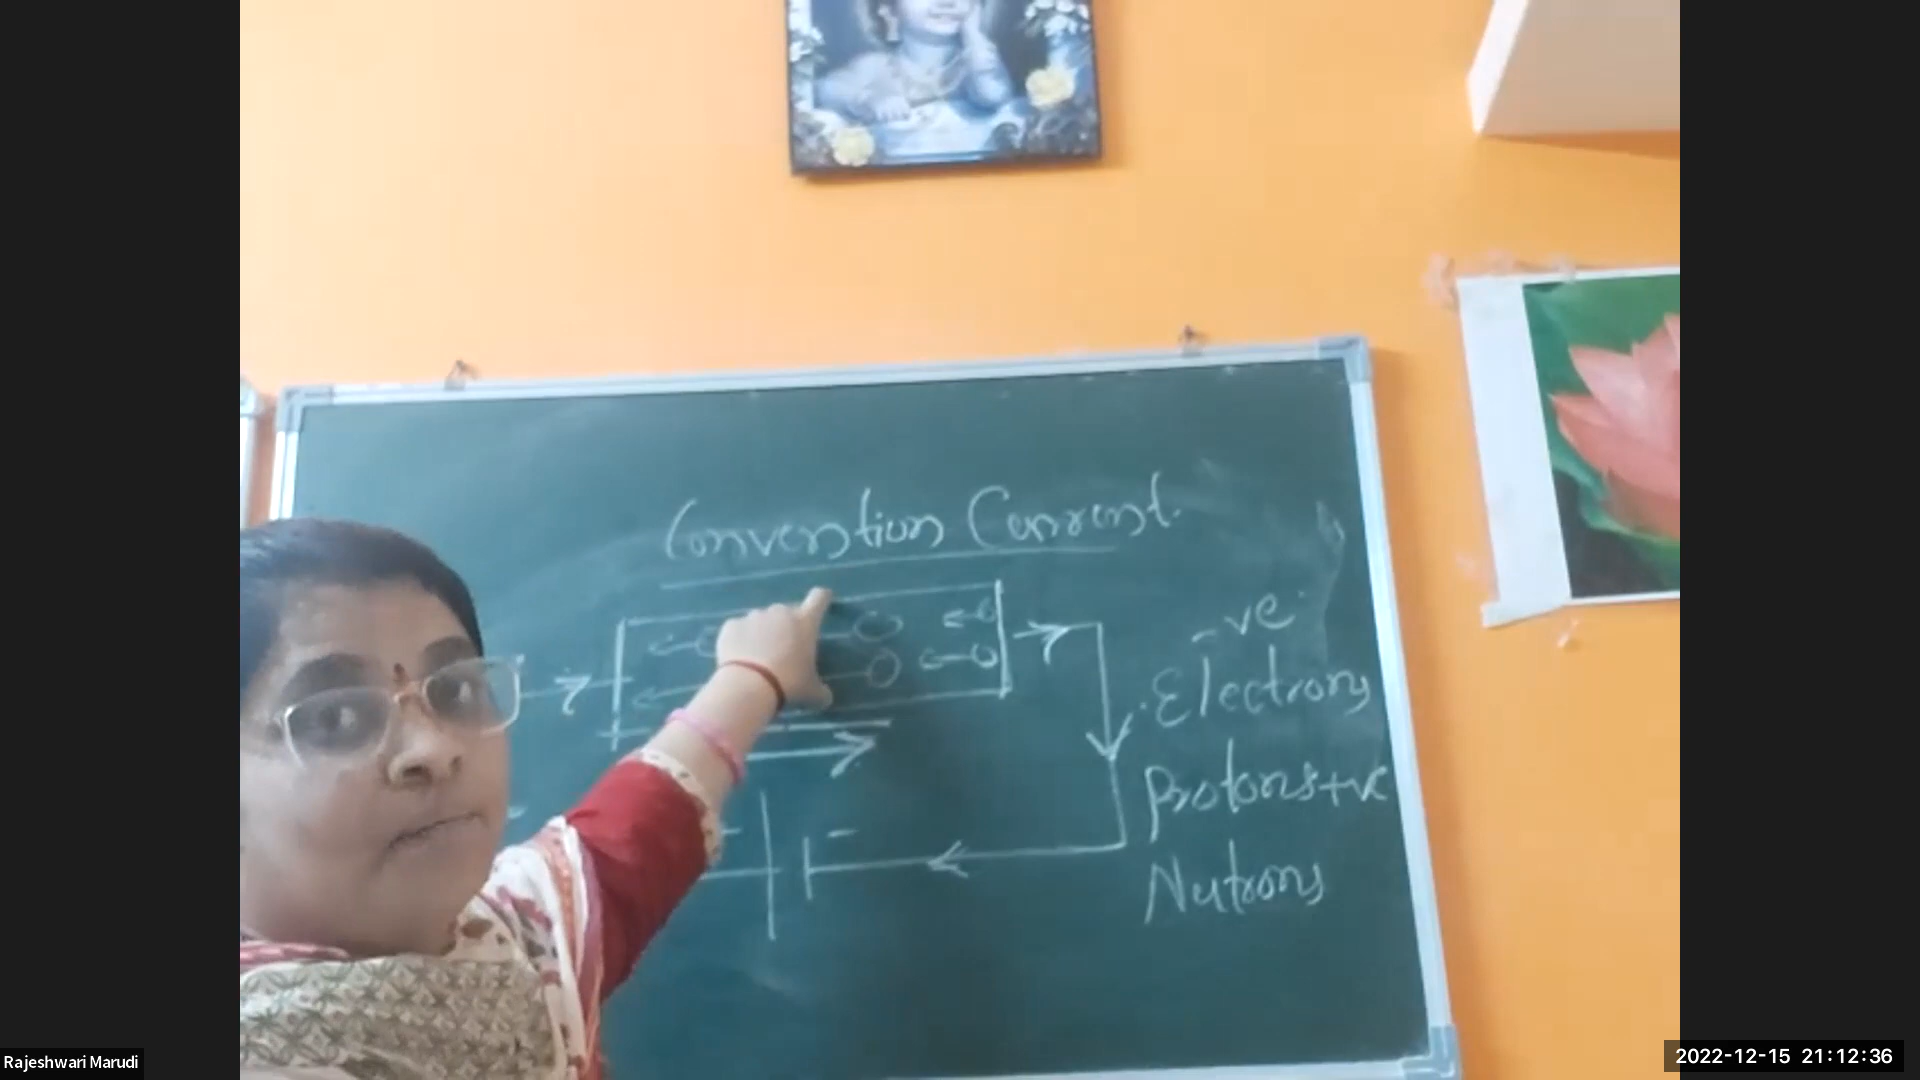 Convention Current.
-ve
Electrons
Protons +ve
Nutrons
Rajeshwari Marudi
2022-12-15 21:12:36